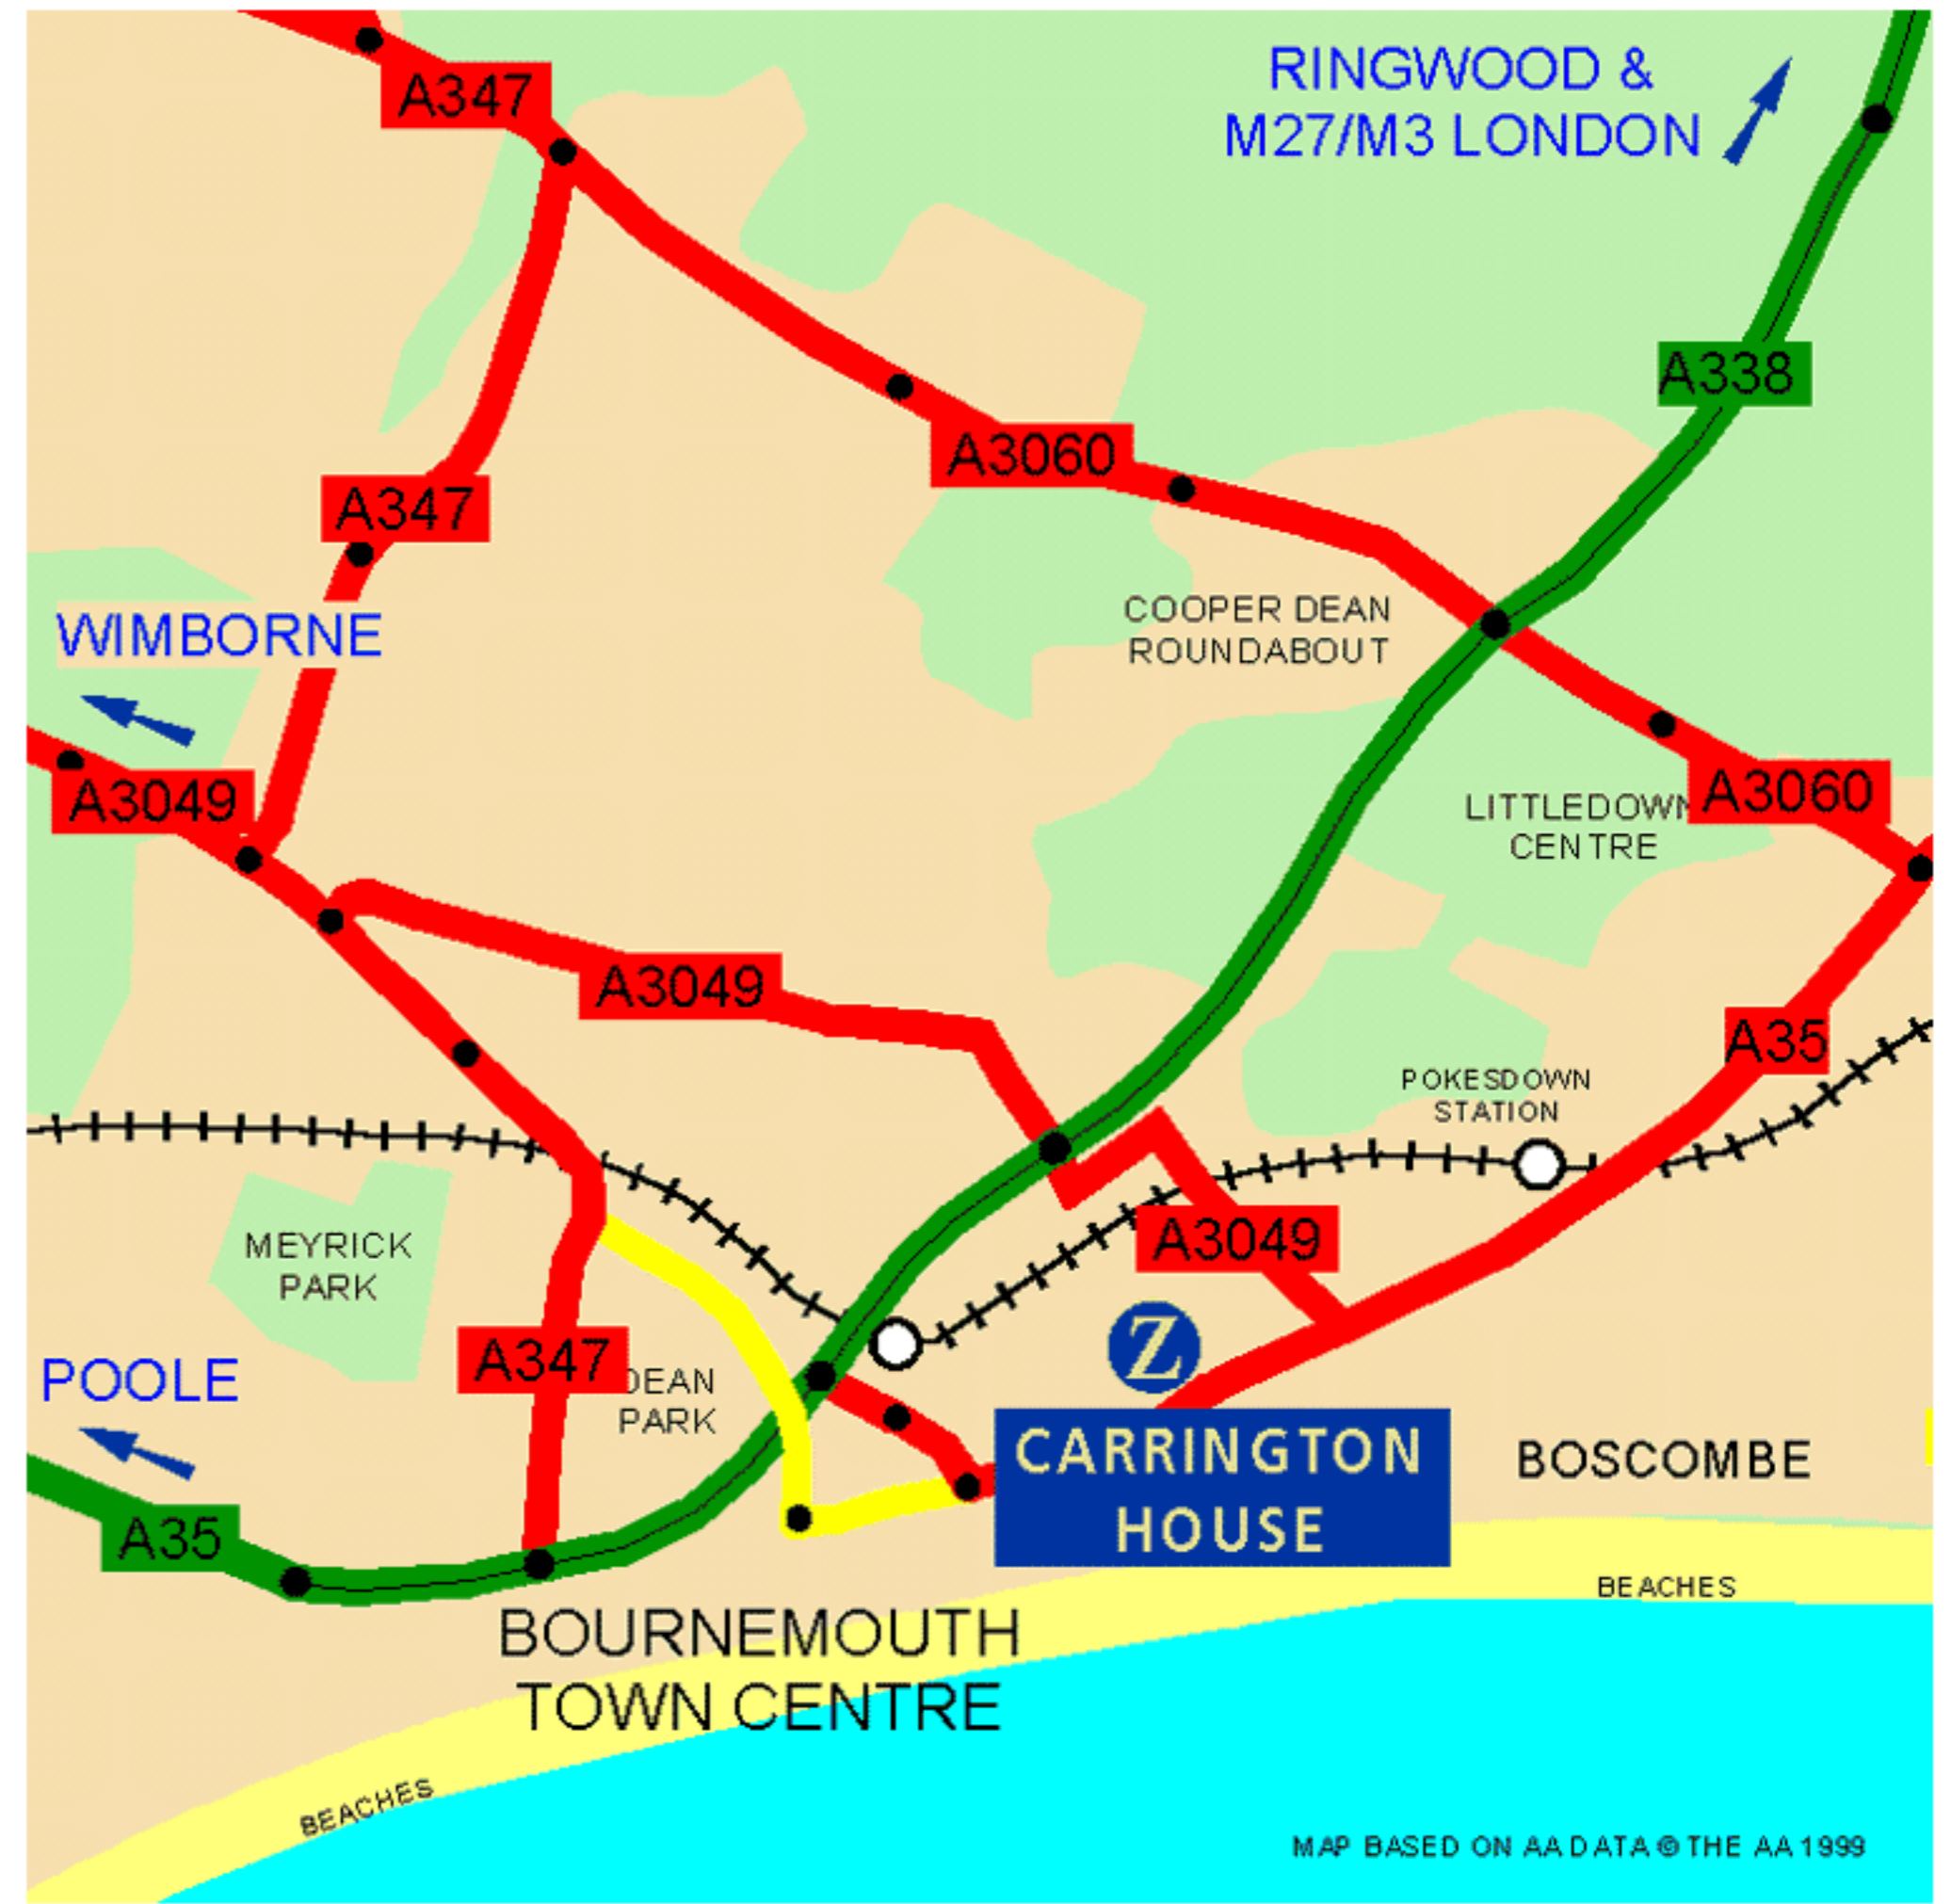 A347
RINGWOOD &
M27/M3 LONDON
A338
A3060
A347
COOPER DEAN
ROUNDABOUT
WIMBORNE
A3049
LITTLEDOWN
CENTRE
A3060
A3049
A35
POKESDOWN
STATION
MEYRICK
PARK
A3049
Z
POOLE
A347
DEAN
PARK
CARRINGTON
HOUSE
BOSCOMBE
A35
BEACHES
BOURNEMOUTH
TOWN CENTRE
BEACHES
MAP BASED ON AA DATA © THE AA 1999